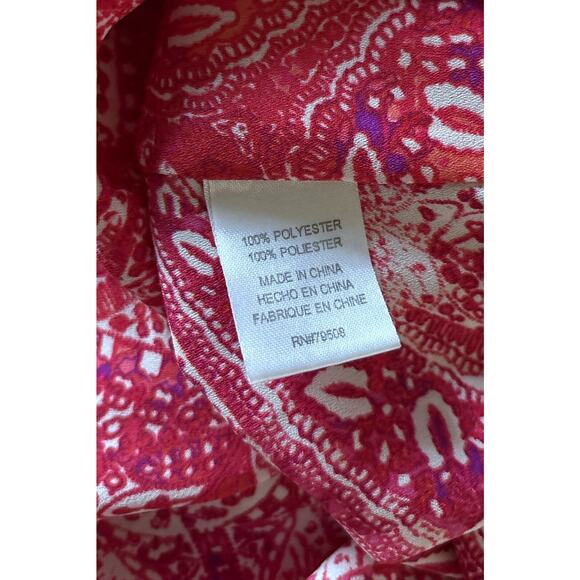 100% POLYESTER
100% POLIESTER
MADE IN CHINA
HECHO EN CHINA
FABRIQUE EN CHINE
RN#79508